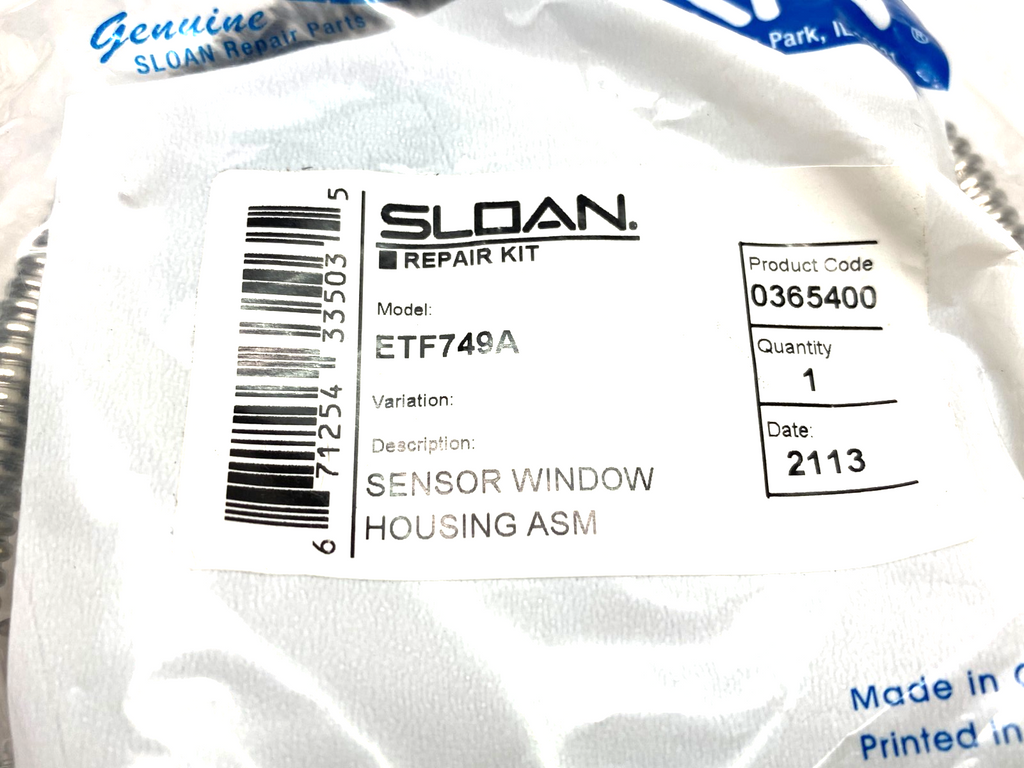 Genuine
SLOAN Repair Parts
Park, IL
®
6 71254 33503 5
SLOAN.
REPAIR KIT
Model:
ETF749A
Variation:
Description:
SENSOR WINDOW
HOUSING ASM
Product Code
0365400
Quantity
1
Date:
2113
Made in
Printed in